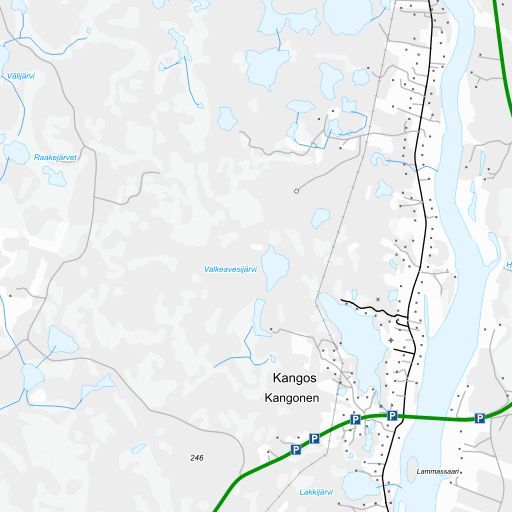 Välijärvi
Raakejärvet
Valkeavesijärvi
H
Kangos
Kangonen
P
P
P
P
P
246
Lammassaari
Lakkijärvi